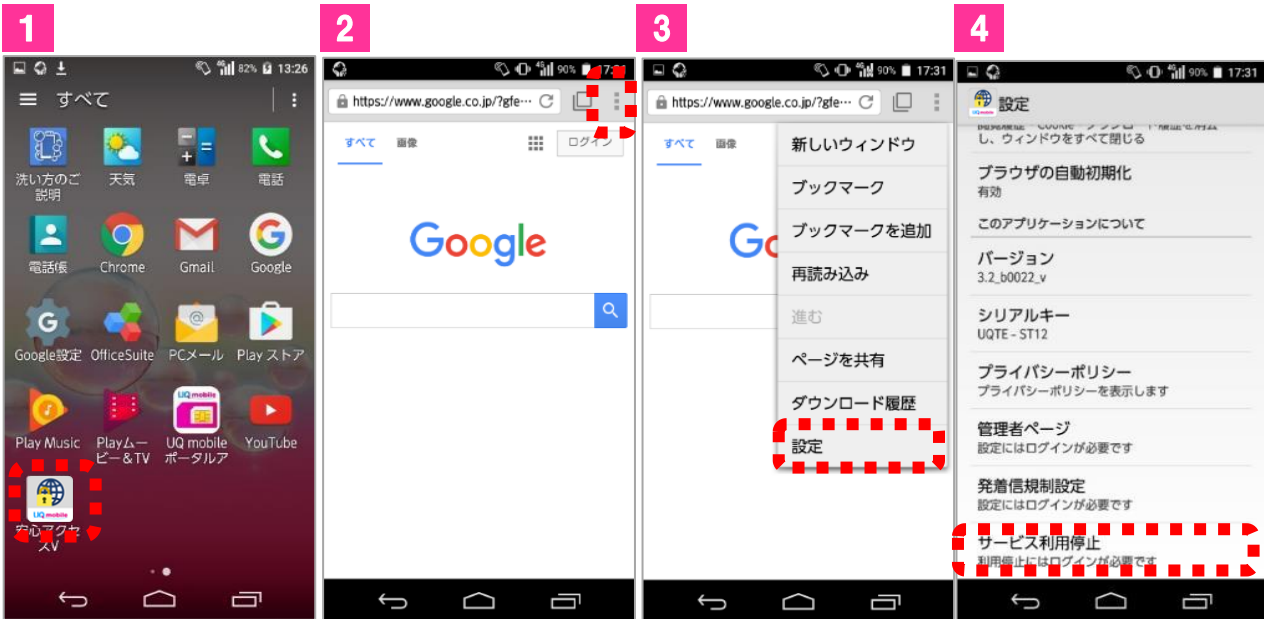 1
13:26
82%
すべて
洗い方のご
説明
天気
電卓
電話
電話帳
Chrome
Gmail
Google
Google設定
OfficeSuite
PCメール
Play ストア
Play Music
Playムー
ビー&TV
UQ mobile
UQ mobile
ポータルア
YouTube
UQ mobile
安心アクセ
スV
2
90%
17:31
https://www.google.co.jp/?gfe…
すべて
画像
ログイン
Google
3
90%
17:31
https://www.google.co.jp/?gfe…
すべて
画像
新しいウィンドウ
ブックマーク
ブックマークを追加
再読み込み
進む
ページを共有
ダウンロード履歴
設定
4
90%
17:31
設定
し、ウィンドウをすべて閉じる
ブラウザの自動初期化
有効
このアプリケーションについて
バージョン
3.2_b0022_v
シリアルキー
UQTE - ST12
プライバシーポリシー
プライバシーポリシーを表示します
管理者ページ
設定にはログインが必要です
発着信規制設定
設定にはログインが必要です
サービス利用停止
利用停止にはログインが必要です